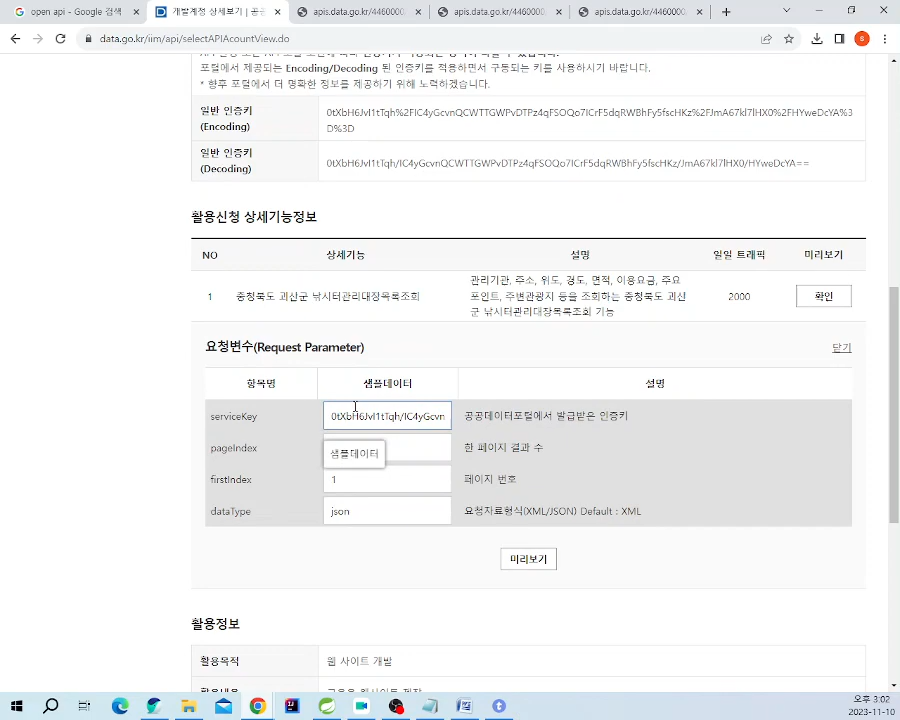 open api - Google 검색
개발계정 상세보기 | 공공
apis.data.go.kr/4460000
apis.data.go.kr/4460000
apis.data.go.kr/4460000
data.go.kr/iim/api/selectAPIAcountView.do
포털에서 제공되는 Encoding/Decoding 된 인증키를 적용하면서 구동되는 키를 사용하시기 바랍니다.
* 향후 포털에서 더 명확한 정보를 제공하기 위해 노력하겠습니다.
일반 인증키
(Encoding)
0tXbH6JvI1tTqh%2FIC4yGcvnQCWTTGWPvDTPz4qFSOQo7ICrF5dqRWBhFy5fscHKz%2FJmA67kl7lHX0%2FHYweDcYA%3
D%3D
일반 인증키
(Decoding)
0tXbH6JvI1tTqh/IC4yGcvnQCWTTGWPvDTPz4qFSOQo7ICrF5dqRWBhFy5fscHKz/JmA67kl7lHX0/HYweDcYA==
활용신청 상세기능정보
NO 상세기능 설명 일일 트래픽 미리보기
1 충청북도 괴산군 낚시터관리대장목록조회
관리기관, 주소, 위도, 경도, 면적, 이용요금, 주요
포인트, 주변관광지 등을 조회하는 충청북도 괴산
군 낚시터관리대장목록조회 기능
2000 확인
요청변수(Request Parameter) 닫기
항목명 샘플데이터 설명
serviceKey 0tXbH6JvI1tTqh/IC4yGcvn 공공데이터포털에서 발급받은 인증키
pageIndex 한 페이지 결과 수
샘플데이터
firstIndex 1 페이지 번호
dataType json 요청자료형식(XML/JSON) Default : XML
미리보기
활용정보
활용목적 웹 사이트 개발
오후 3:02
2023-11-10